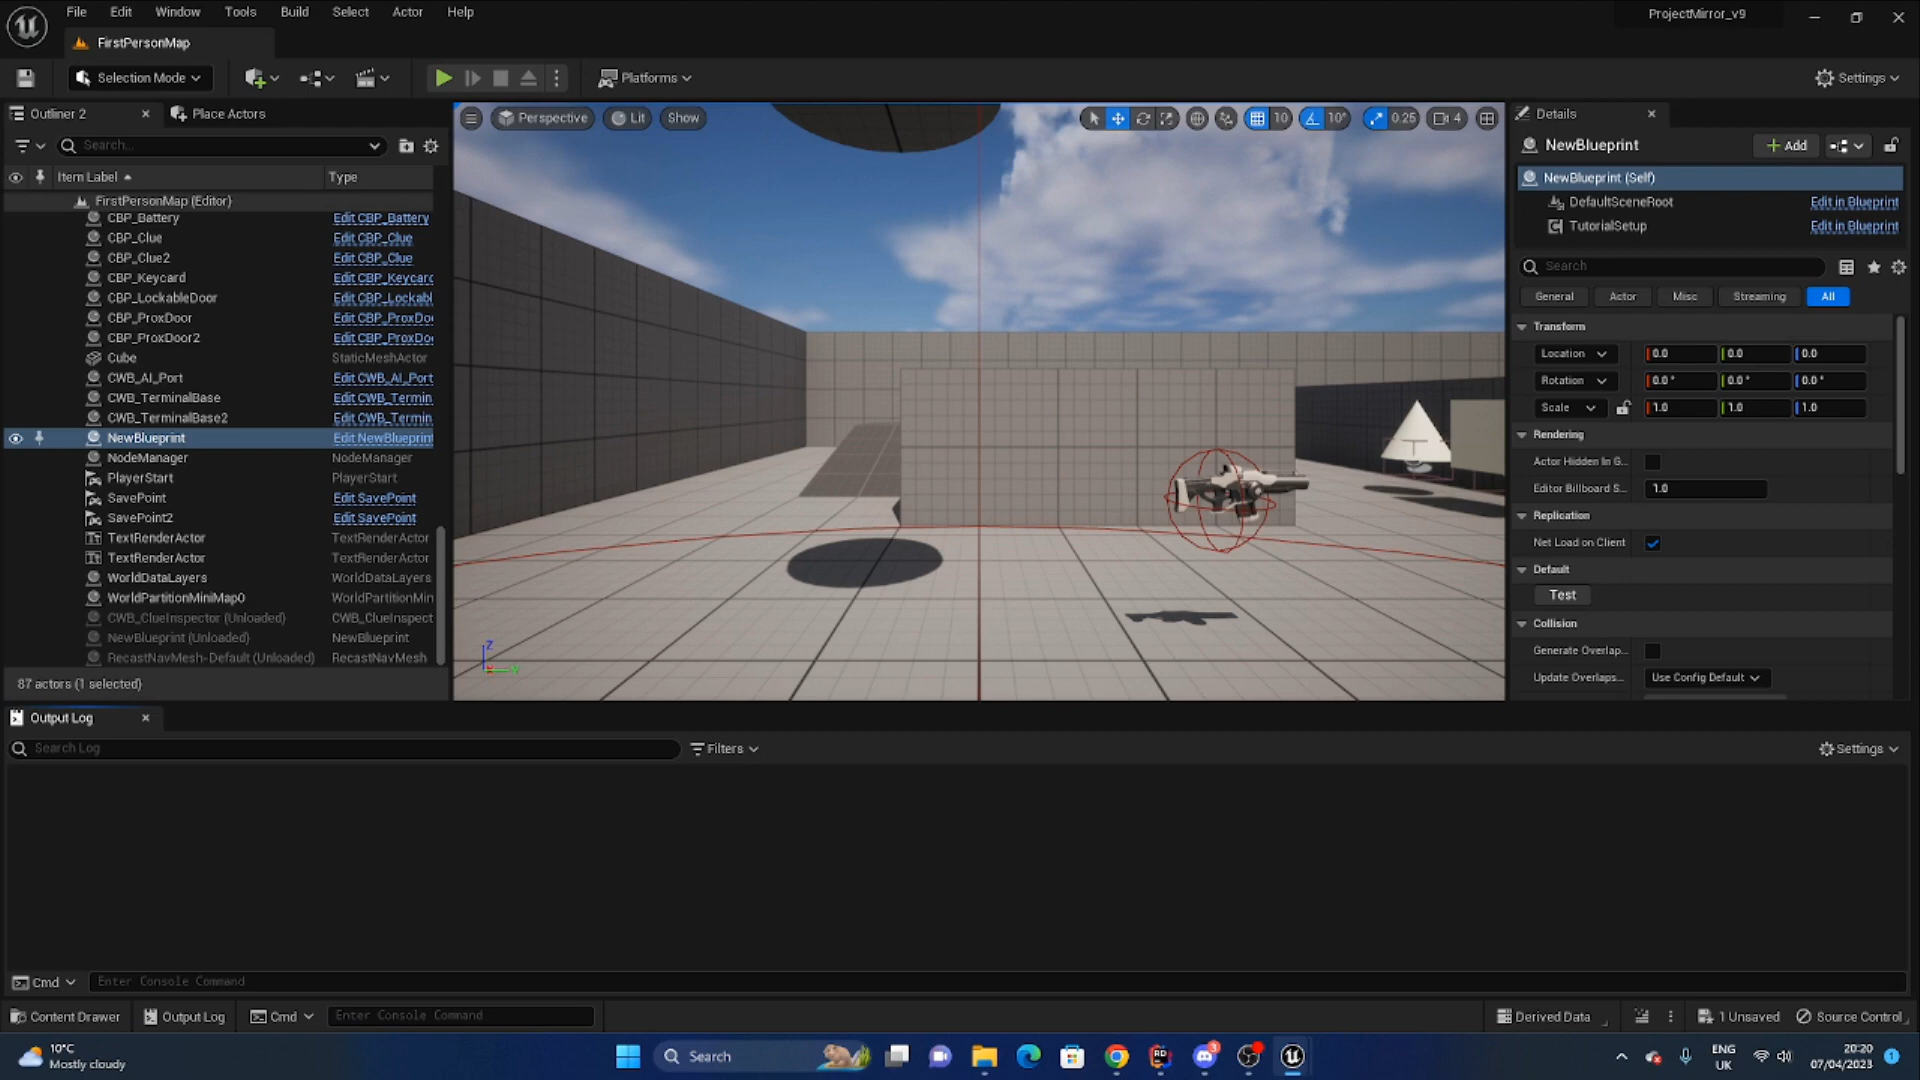 File Edit Window Tools Build Select Actor Help
ProjectMirror_v9
FirstPersonMap
Selection Mode
Platforms
Settings
Outliner 2
Place Actors
Search...
Item Label
Type
FirstPersonMap (Editor)
CBP_Battery Edit CBP_Battery
CBP_Clue Edit CBP_Clue
CBP_Clue2 Edit CBP_Clue
CBP_Keycard Edit CBP_Keycard
CBP_LockableDoor Edit CBP_Lockabl
CBP_ProxDoor Edit CBP_ProxDo
CBP_ProxDoor2 Edit CBP_ProxDo
Cube StaticMeshActor
CWB_AI_Port Edit CWB_AI_Port
CWB_TerminalBase Edit CWB_Termin
CWB_TerminalBase2 Edit CWB_Termin
NewBlueprint Edit NewBlueprint
NodeManager NodeManager
PlayerStart PlayerStart
SavePoint Edit SavePoint
SavePoint2 Edit SavePoint
TextRenderActor TextRenderActor
TextRenderActor TextRenderActor
WorldDataLayers WorldDataLayers
WorldPartitionMiniMap0 WorldPartitionMin
CWB_ClueInspector (Unloaded) CWB_ClueInspect
NewBlueprint (Unloaded) NewBlueprint
RecastNavMesh-Default (Unloaded) RecastNavMesh
87 actors (1 selected)
Perspective Lit Show
10 10° 0.25 4
Z
Y
Details
NewBlueprint
Add
NewBlueprint (Self)
DefaultSceneRoot Edit in Blueprint
TutorialSetup Edit in Blueprint
Search
General Actor Misc Streaming All
Transform
Location 0.0 0.0 0.0
Rotation 0.0° 0.0° 0.0°
Scale 1.0 1.0 1.0
Rendering
Actor Hidden In G...
Editor Billboard S... 1.0
Replication
Net Load on Client
Default
Test
Collision
Generate Overlap...
Update Overlaps... Use Config Default
Output Log
Search Log
Filters
Settings
Cmd Enter Console Command
Content Drawer Output Log Cmd Enter Console Command
Derived Data 1 Unsaved Source Control
10°C
Mostly cloudy
Search
RD
3
ENG
UK
20:20
07/04/2023
1